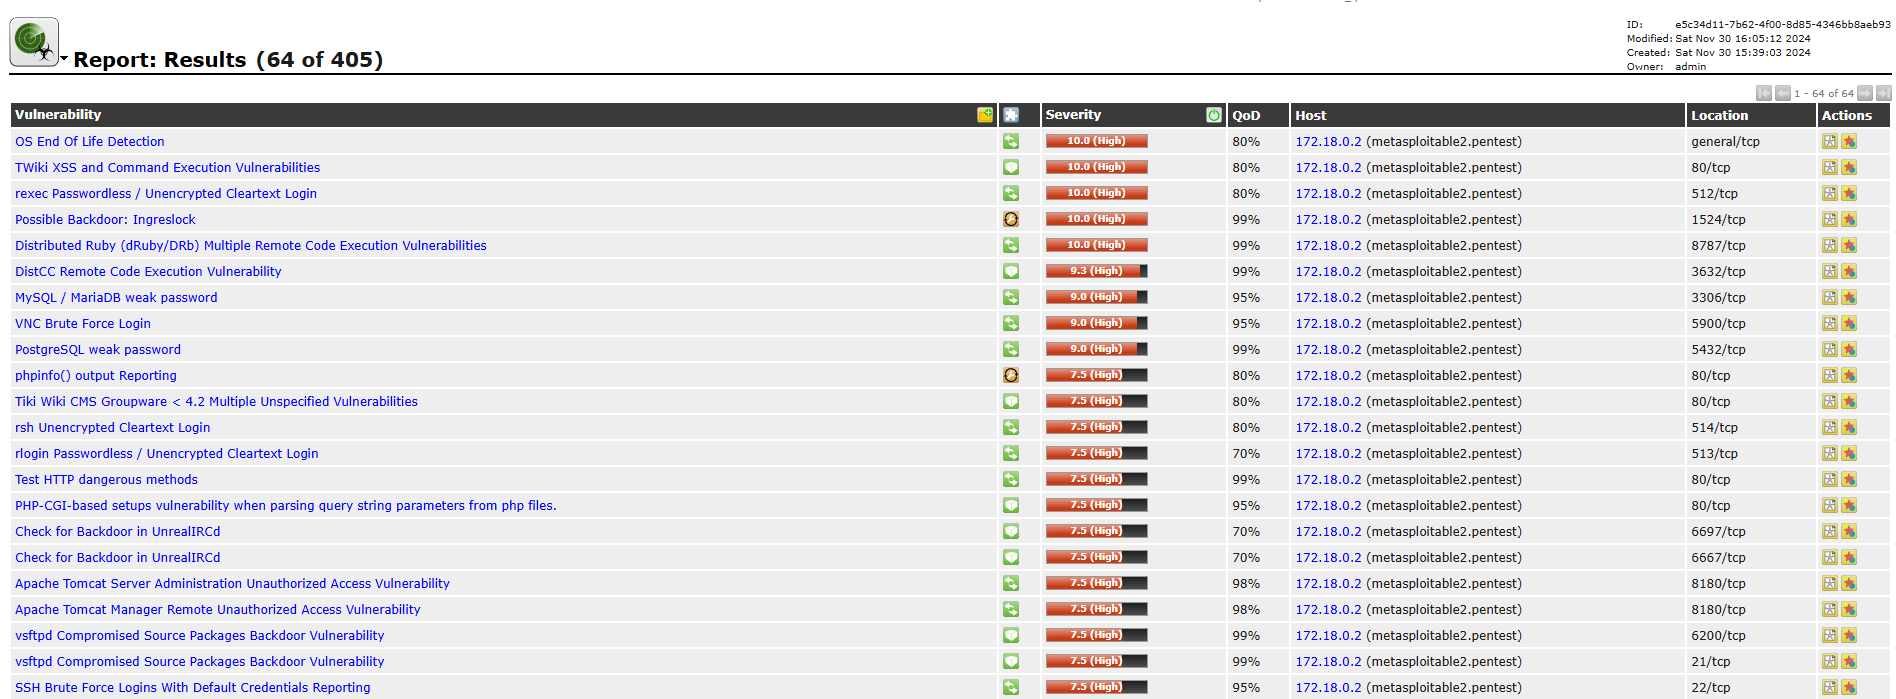 Report: Results (64 of 405)
ID: e5c34d11-7b62-4f00-8d85-4346bb8aeb93
Modified: Sat Nov 30 16:05:12 2024
Created: Sat Nov 30 15:39:03 2024
Owner: admin
1 - 64 of 64
Vulnerability Severity QoD Host Location Actions
OS End Of Life Detection 10.0 (High) 80% 172.18.0.2 (metasploitable2.pentest) general/tcp
TWiki XSS and Command Execution Vulnerabilities 10.0 (High) 80% 172.18.0.2 (metasploitable2.pentest) 80/tcp
rexec Passwordless / Unencrypted Cleartext Login 10.0 (High) 80% 172.18.0.2 (metasploitable2.pentest) 512/tcp
Possible Backdoor: Ingreslock 10.0 (High) 99% 172.18.0.2 (metasploitable2.pentest) 1524/tcp
Distributed Ruby (dRuby/DRb) Multiple Remote Code Execution Vulnerabilities 10.0 (High) 99% 172.18.0.2 (metasploitable2.pentest) 8787/tcp
DistCC Remote Code Execution Vulnerability 9.3 (High) 99% 172.18.0.2 (metasploitable2.pentest) 3632/tcp
MySQL / MariaDB weak password 9.0 (High) 95% 172.18.0.2 (metasploitable2.pentest) 3306/tcp
VNC Brute Force Login 9.0 (High) 95% 172.18.0.2 (metasploitable2.pentest) 5900/tcp
PostgreSQL weak password 9.0 (High) 99% 172.18.0.2 (metasploitable2.pentest) 5432/tcp
phpinfo() output Reporting 7.5 (High) 80% 172.18.0.2 (metasploitable2.pentest) 80/tcp
Tiki Wiki CMS Groupware < 4.2 Multiple Unspecified Vulnerabilities 7.5 (High) 80% 172.18.0.2 (metasploitable2.pentest) 80/tcp
rsh Unencrypted Cleartext Login 7.5 (High) 80% 172.18.0.2 (metasploitable2.pentest) 514/tcp
rlogin Passwordless / Unencrypted Cleartext Login 7.5 (High) 70% 172.18.0.2 (metasploitable2.pentest) 513/tcp
Test HTTP dangerous methods 7.5 (High) 99% 172.18.0.2 (metasploitable2.pentest) 80/tcp
PHP-CGI-based setups vulnerability when parsing query string parameters from php files. 7.5 (High) 95% 172.18.0.2 (metasploitable2.pentest) 80/tcp
Check for Backdoor in UnrealIRCd 7.5 (High) 70% 172.18.0.2 (metasploitable2.pentest) 6697/tcp
Check for Backdoor in UnrealIRCd 7.5 (High) 70% 172.18.0.2 (metasploitable2.pentest) 6667/tcp
Apache Tomcat Server Administration Unauthorized Access Vulnerability 7.5 (High) 98% 172.18.0.2 (metasploitable2.pentest) 8180/tcp
Apache Tomcat Manager Remote Unauthorized Access Vulnerability 7.5 (High) 98% 172.18.0.2 (metasploitable2.pentest) 8180/tcp
vsftpd Compromised Source Packages Backdoor Vulnerability 7.5 (High) 99% 172.18.0.2 (metasploitable2.pentest) 6200/tcp
vsftpd Compromised Source Packages Backdoor Vulnerability 7.5 (High) 99% 172.18.0.2 (metasploitable2.pentest) 21/tcp
SSH Brute Force Logins With Default Credentials Reporting 7.5 (High) 95% 172.18.0.2 (metasploitable2.pentest) 22/tcp